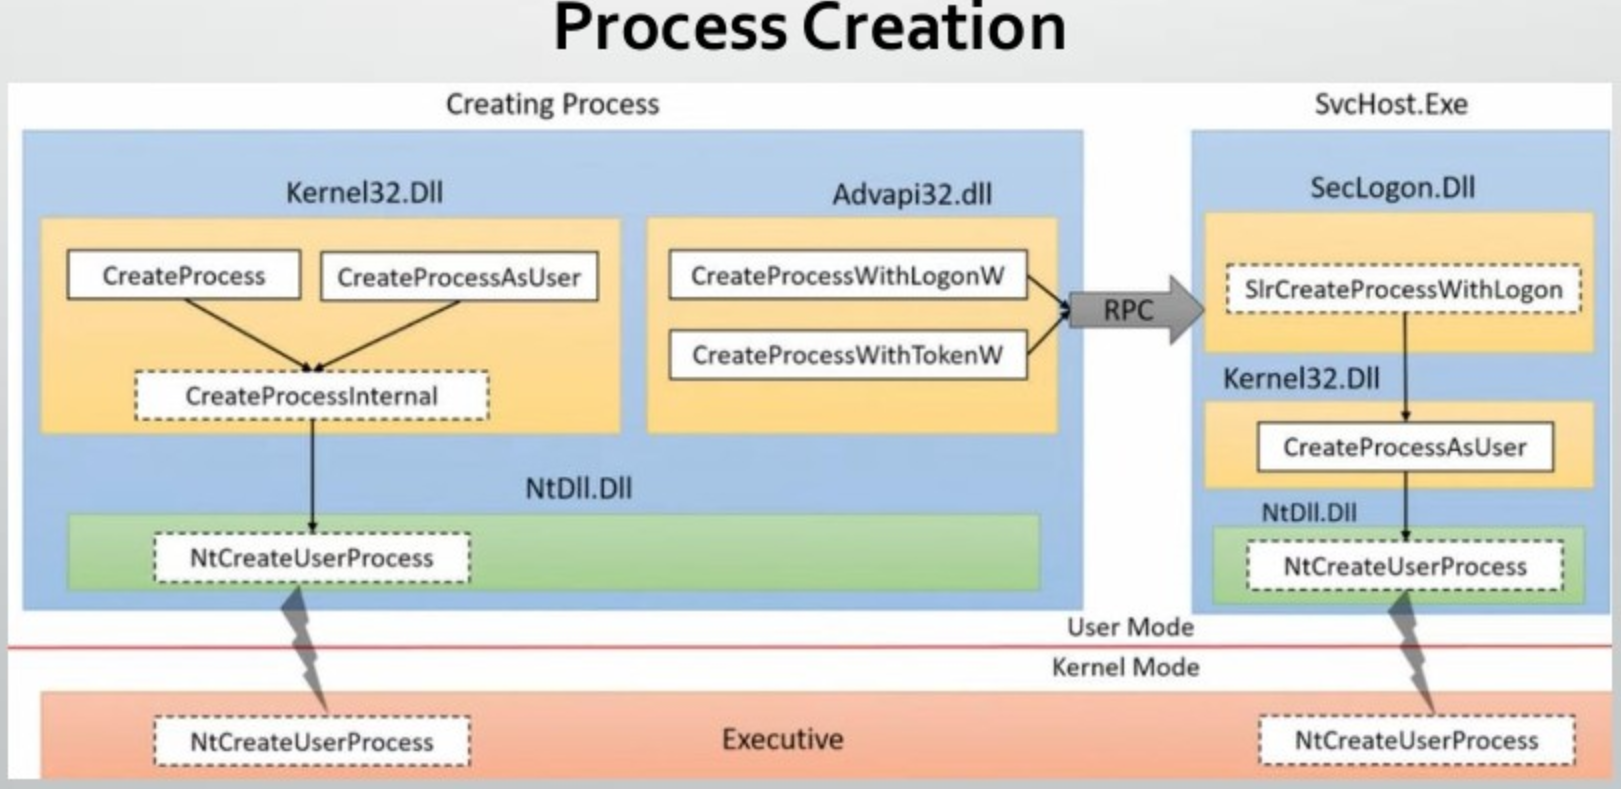 Process Creation
Creating Process
SvcHost.Exe
Kernel32.Dll
Advapi32.dll
SecLogon.Dll
CreateProcess
CreateProcessAsUser
CreateProcessWithLogonW
SlrCreateProcessWithLogon
RPC
CreateProcessWithTokenW
Kernel32.Dll
CreateProcessInternal
CreateProcessAsUser
NtDll.Dll
NtDll.Dll
NtCreateUserProcess
NtCreateUserProcess
User Mode
Kernel Mode
NtCreateUserProcess
Executive
NtCreateUserProcess